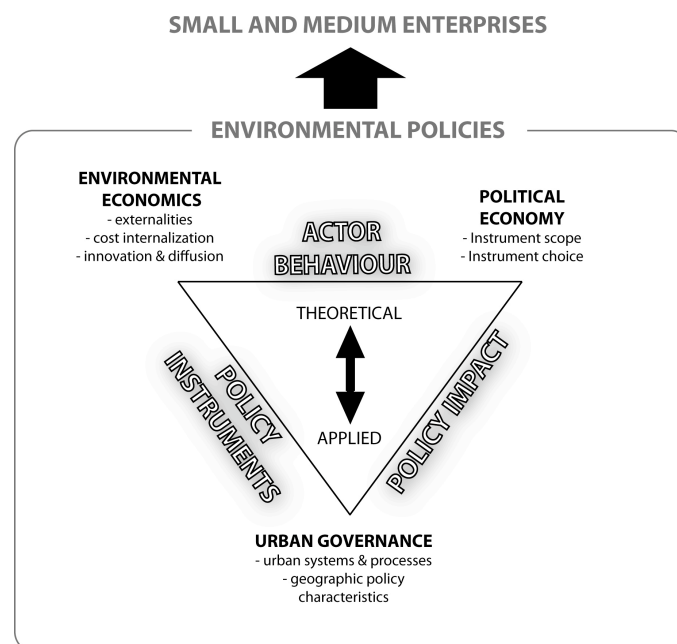 SMALL AND MEDIUM ENTERPRISES
ENVIRONMENTAL POLICIES
ENVIRONMENTAL
ECONOMICS
- externalities
- cost internalization
- innovation & diffusion
POLITICAL
ECONOMY
- Instrument scope
- Instrument choice
ACTOR
BEHAVIOUR
THEORETICAL
APPLIED
POLICY
INSTRUMENTS
POLICY IMPACT
URBAN GOVERNANCE
- urban systems & processes
- geographic policy
characteristics